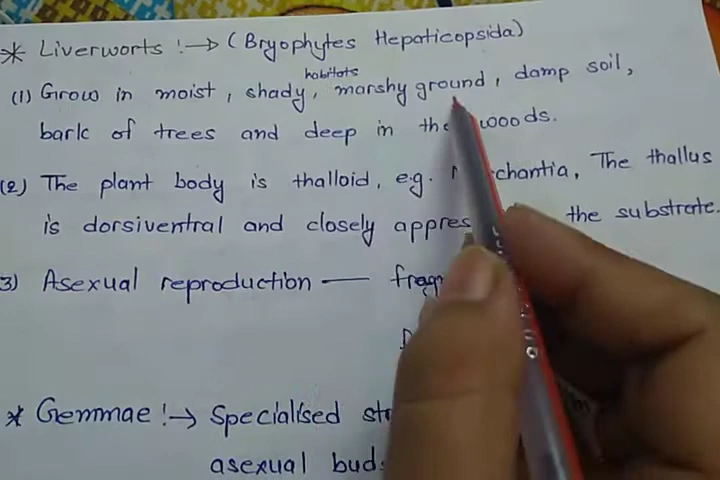 * Liverworts !→ (Bryophytes Hepaticopsida)
habitats
(1) Grow in moist, shady, marshy ground, damp soil,
bark of trees and deep in the woods.
(2) The plant body is thalloid, e.g. chantia, The thallus
is dorsiventral and closely appres the substrate.
3) Asexual reproduction — frag
* Gemmae !→ Specialised
asexual buds